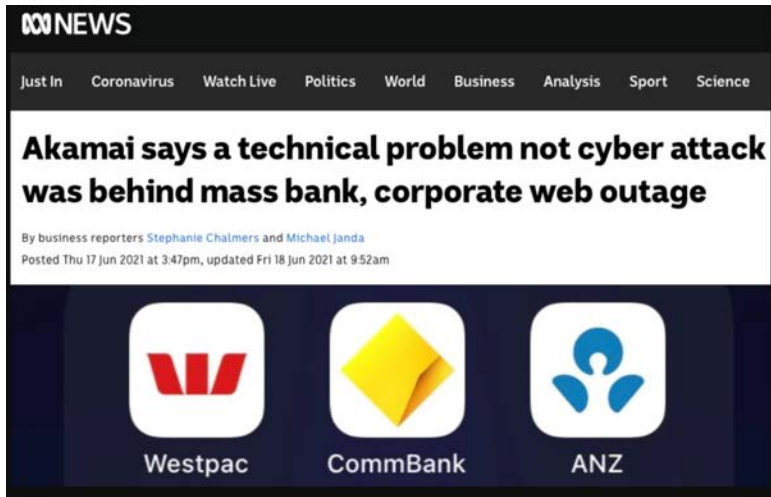 NEWS
Just In Coronavirus Watch Live Politics World Business Analysis Sport Science
Akamai says a technical problem not cyber attack
was behind mass bank, corporate web outage
By business reporters Stephanie Chalmers and Michael Janda
Posted Thu 17 Jun 2021 at 3:47pm, updated Fri 18 Jun 2021 at 9:52am
Westpac CommBank ANZ